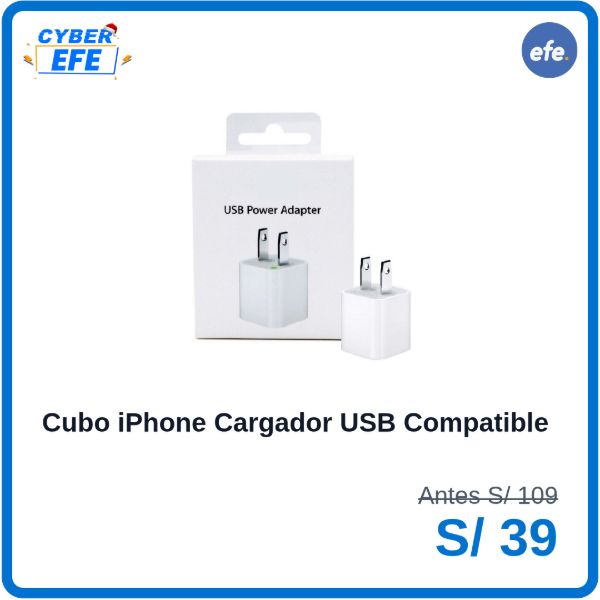 CYBER
EFE
efe.
USB Power Adapter
Cubo iPhone Cargador USB Compatible
Antes S/ 109
S/ 39